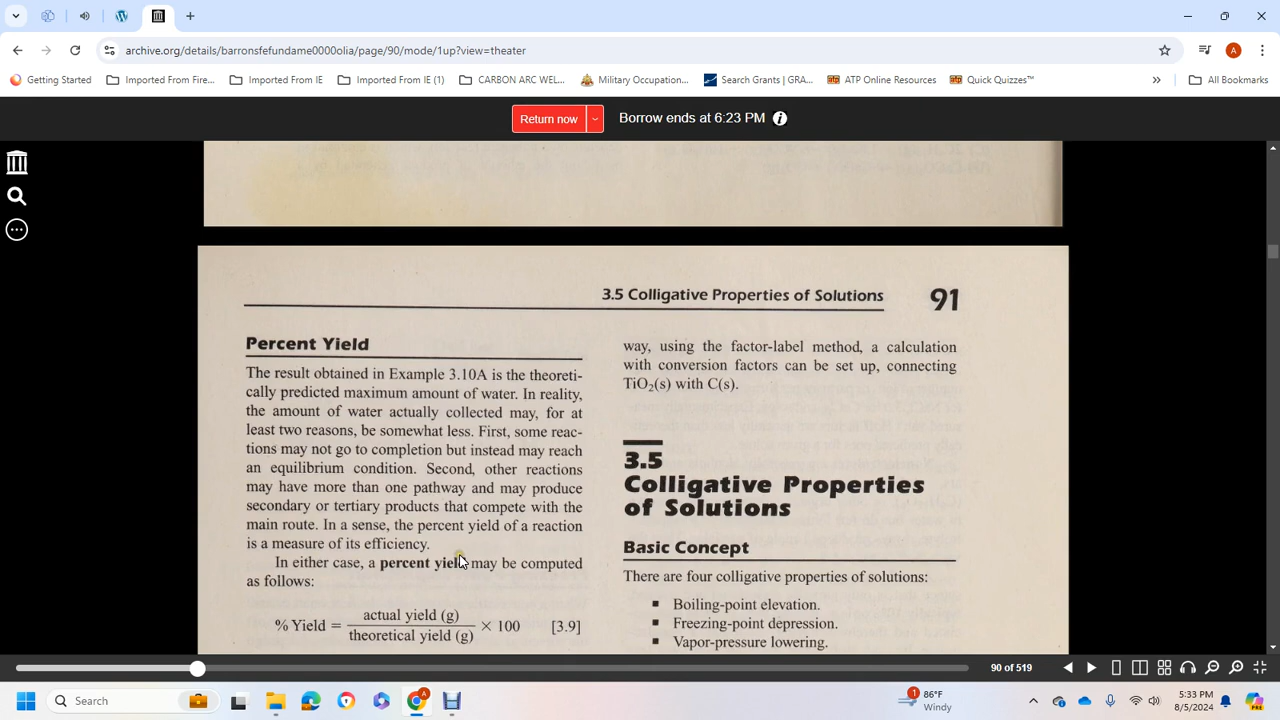 archive.org/details/barronsfefundame0000olia/page/90/mode/1up?view=theater
A
Getting Started
Imported From Fire...
Imported From IE
Imported From IE (1)
CARBON ARC WEL...
Military Occupation...
Search Grants | GRA...
ATP Online Resources
Quick Quizzes™
All Bookmarks
Return now
Borrow ends at 6:23 PM
3.5 Colligative Properties of Solutions
91
Percent Yield
The result obtained in Example 3.10A is the theoreti-
cally predicted maximum amount of water. In reality,
the amount of water actually collected may, for at
least two reasons, be somewhat less. First, some reac-
tions may not go to completion but instead may reach
an equilibrium condition. Second, other reactions
may have more than one pathway and may produce
secondary or tertiary products that compete with the
main route. In a sense, the percent yield of a reaction
is a measure of its efficiency.
In either case, a percent yield may be computed
as follows:
% Yield = actual yield (g) / theoretical yield (g) × 100 [3.9]
way, using the factor-label method, a calculation
with conversion factors can be set up, connecting
TiO₂(s) with C(s).
3.5
Colligative Properties
of Solutions
Basic Concept
There are four colligative properties of solutions:
▪ Boiling-point elevation.
▪ Freezing-point depression.
▪ Vapor-pressure lowering.
90 of 519
Search
1
86°F
Windy
5:33 PM
8/5/2024